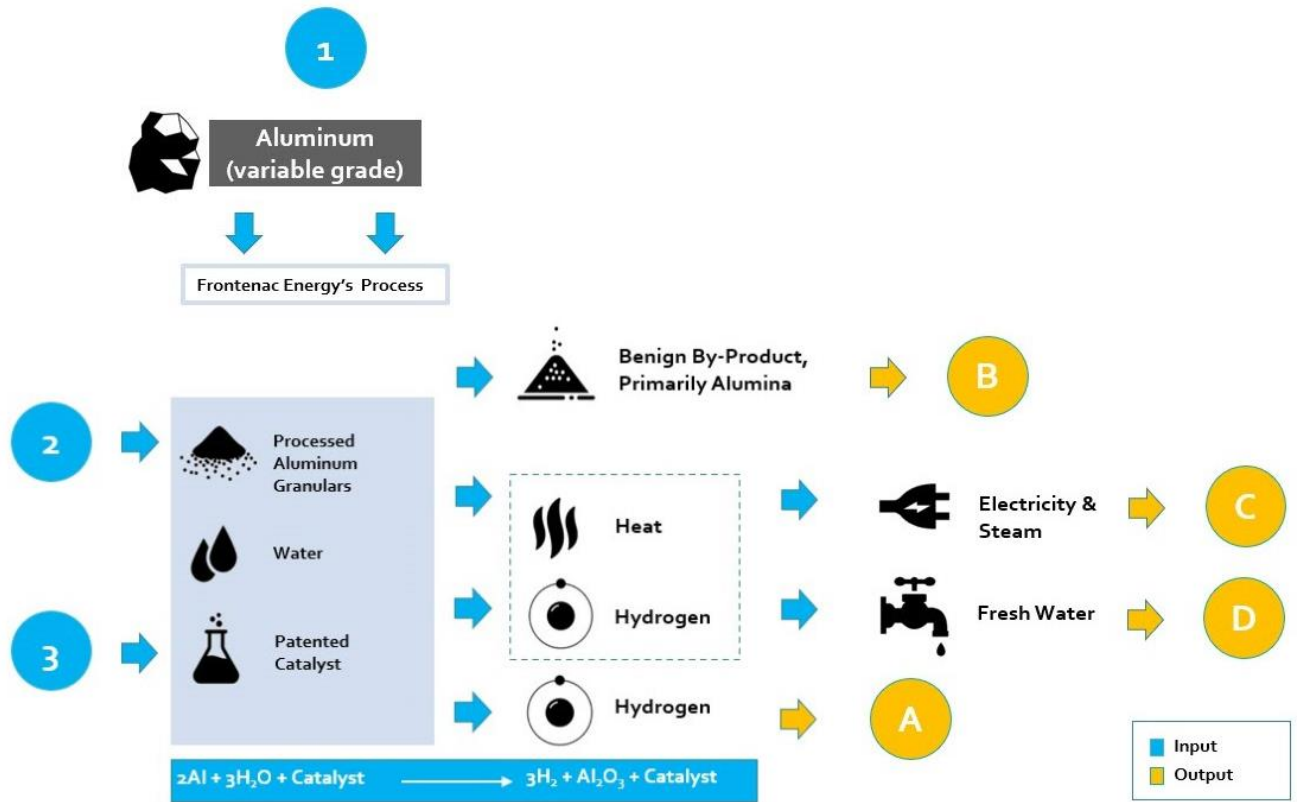 1
Aluminum
(variable grade)
Frontenac Energy's Process
Benign By-Product,
Primarily Alumina
B
2
Processed
Aluminum
Granulars
Water
3
Patented
Catalyst
Heat
Hydrogen
Electricity &
Steam
C
Fresh Water
D
Hydrogen
A
2Al + 3H₂O + Catalyst ⟶ 3H₂ + Al₂O₃ + Catalyst
Input
Output